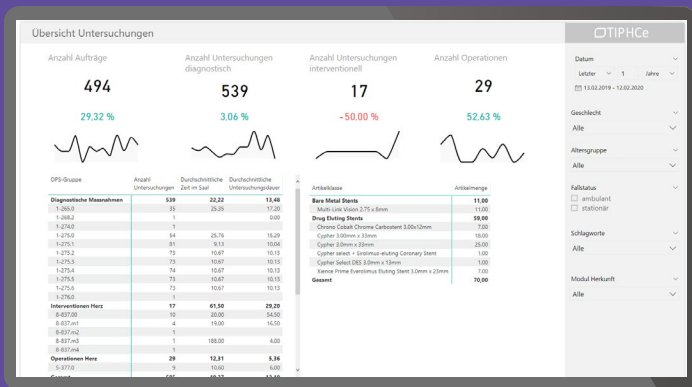 Übersicht Untersuchungen
TIPHCe
Anzahl Aufträge
494
29,32 %
Anzahl Untersuchungen
diagnostisch
539
3,06 %
Anzahl Untersuchungen
interventionell
17
-50,00 %
Anzahl Operationen
29
52,63 %
OPS-Gruppe Anzahl Untersuchungen Durchschnittliche Zeit im Saal Durchschnittliche Untersuchungsdauer
Diagnostische Massnahmen 539 22,22 13,48
1-265.0 35 25,35 17,20
1-268.2 1 0,00
1-274.0 1
1-275.0 54 25,76 15,29
1-275.1 81 9,13 10,04
1-275.2 73 10,67 10,13
1-275.3 73 10,67 10,13
1-275.4 74 10,67 10,13
1-275.5 73 10,67 10,13
1-275.6 73 10,67 10,13
1-276.0 1
Interventionen Herz 17 61,50 29,20
8-837.00 10 20,00 54,50
8-837.m1 4 19,00 16,50
8-837.m2 1
8-837.m3 1 188,00 4,00
8-837.m4 1
Operationen Herz 29 12,31 5,36
5-377.0 9 10,60 6,00
Artikelklasse Artikelmenge
Bare Metal Stents 11,00
Multi-Link Vision 2.75 x 8mm 11,00
Drug Eluting Stents 59,00
Chrono Cobalt Chrome Carbostent 3.00x12mm 7,00
Cypher 3.00mm x 33mm 18,00
Cypher 3.0mm x 33mm 25,00
Cypher select + Sirolimus-eluting Coronary Stent 1,00
Cypher Select DES 3.0mm x 13mm 1,00
Xience Prime Everolimus Eluting Stent 3.0mm x 23mm 7,00
Gesamt 70,00
Datum
Letzter 1 Jahre
13.02.2019 - 12.02.2020
Geschlecht
Alle
Altersgruppe
Alle
Fallstatus
ambulant
stationär
Schlagworte
Alle
Modul Herkunft
Alle